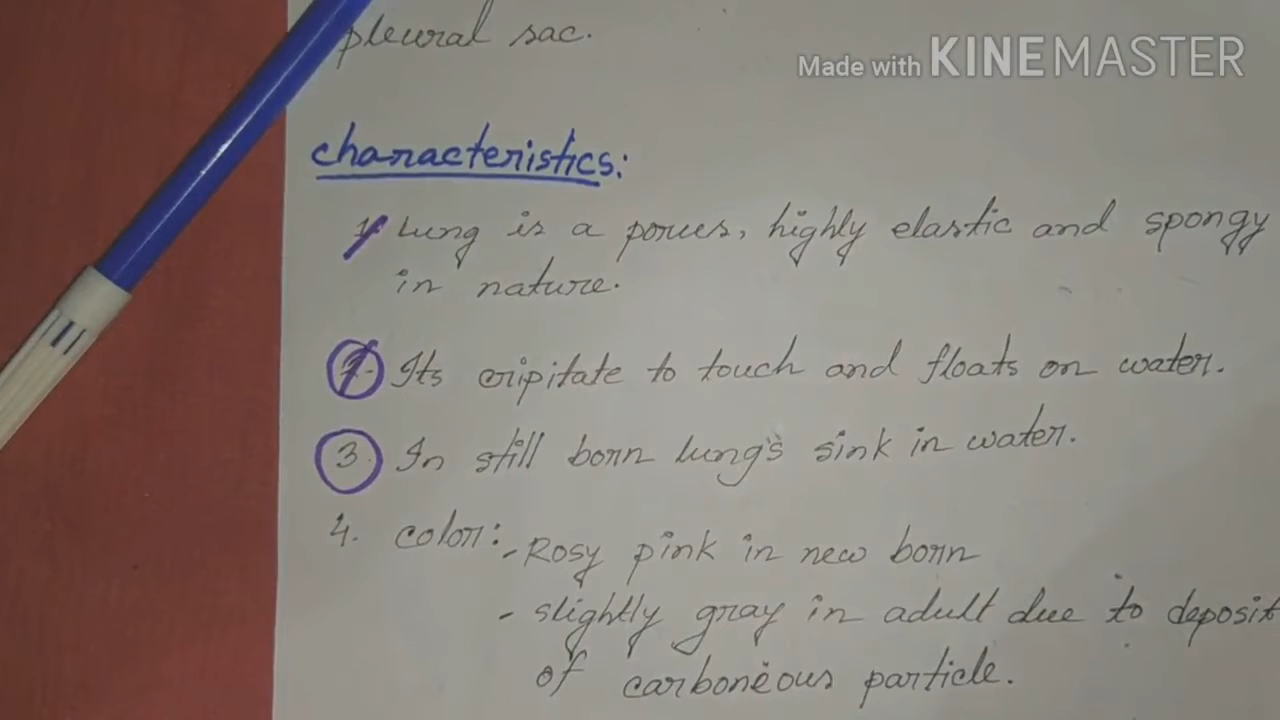 pleural sac.
Made with KINEMASTER
characteristics:
1. Lung is a porues, highly elastic and spongy
in nature.
2. Its cripitate to touch and floats on water.
3. In still born lung's sink in water.
4. color: - Rosy pink in new born
- slightly gray in adult due to deposit
of carboneous particle.